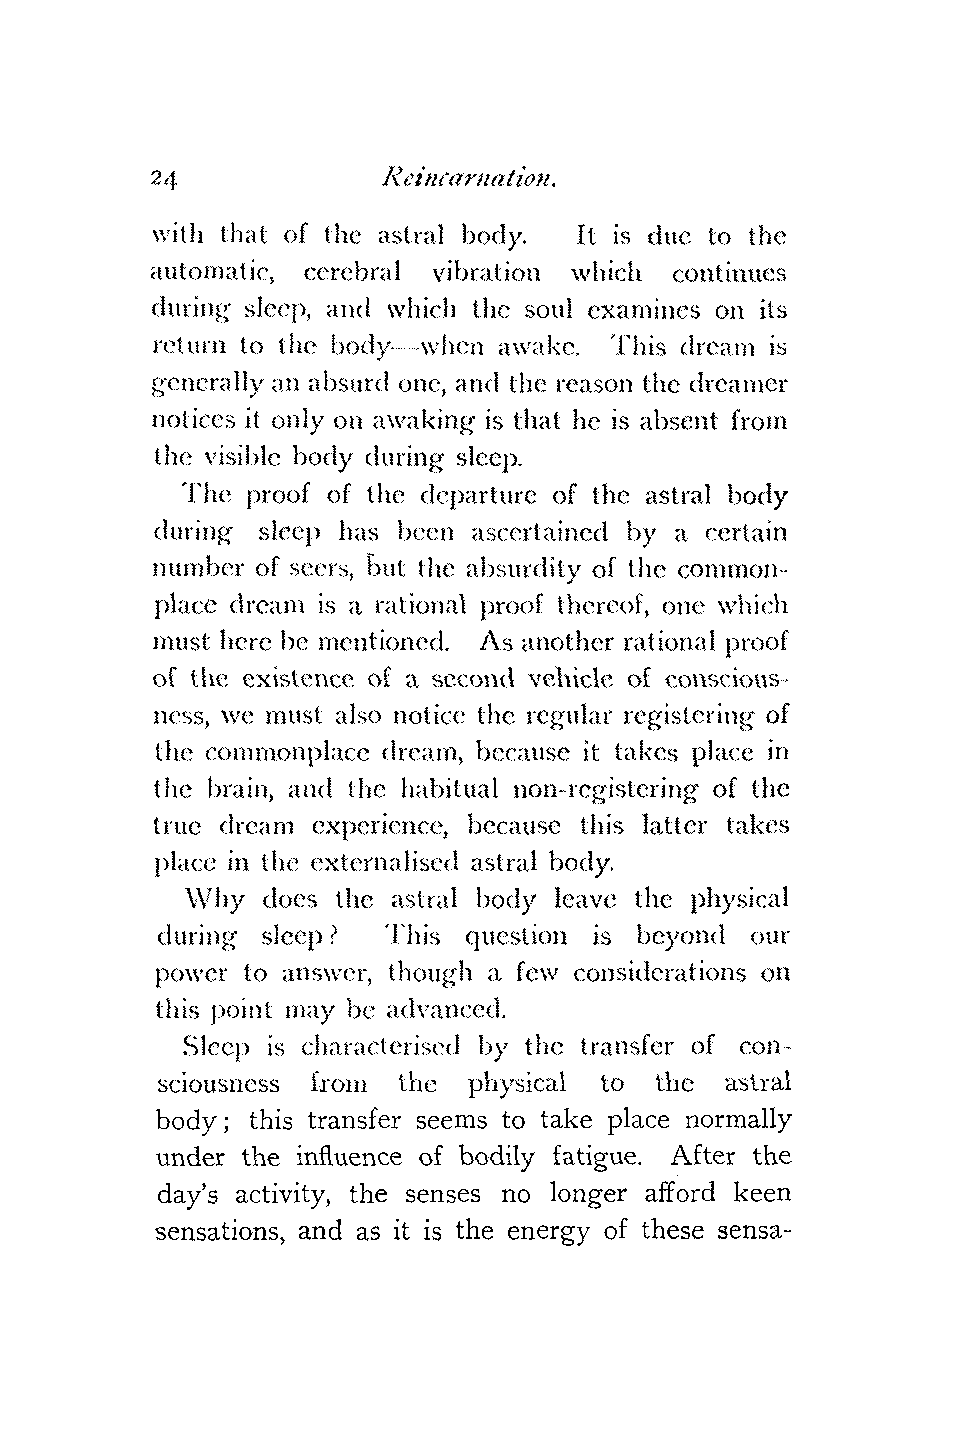 24 Reincarnation.
with that of the astral body. It is due to the
automatic, cerebral vibration which continues
during sleep, and which the soul examines on its
return to the body—when awake. This dream is
generally an absurd one, and the reason the dreamer
notices it only on awaking is that he is absent from
the visible body during sleep.
The proof of the departure of the astral body
during sleep has been ascertained by a certain
number of seers, but the absurdity of the common-
place dream is a rational proof thereof, one which
must here be mentioned. As another rational proof
of the existence of a second vehicle of conscious-
ness, we must also notice the regular registering of
the commonplace dream, because it takes place in
the brain, and the habitual non-registering of the
true dream experience, because this latter takes
place in the externalised astral body.
Why does the astral body leave the physical
during sleep? This question is beyond our
power to answer, though a few considerations on
this point may be advanced.
Sleep is characterised by the transfer of con-
sciousness from the physical to the astral
body; this transfer seems to take place normally
under the influence of bodily fatigue. After the
day's activity, the senses no longer afford keen
sensations, and as it is the energy of these sensa-